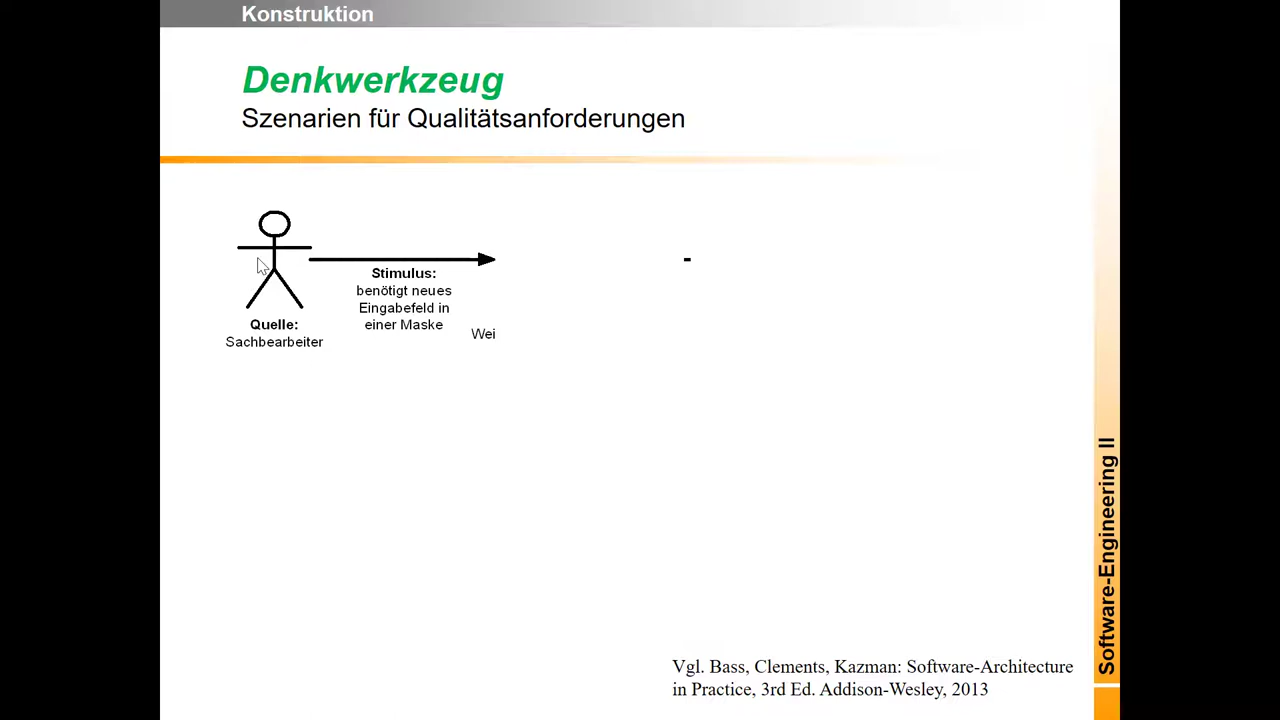 Konstruktion
Denkwerkzeug
Szenarien für Qualitätsanforderungen
Stimulus:
benötigt neues
Eingabefeld in
einer Maske
Quelle:
Sachbearbeiter
Wei
-
Vgl. Bass, Clements, Kazman: Software-Architecture
in Practice, 3rd Ed. Addison-Wesley, 2013
Software-Engineering II